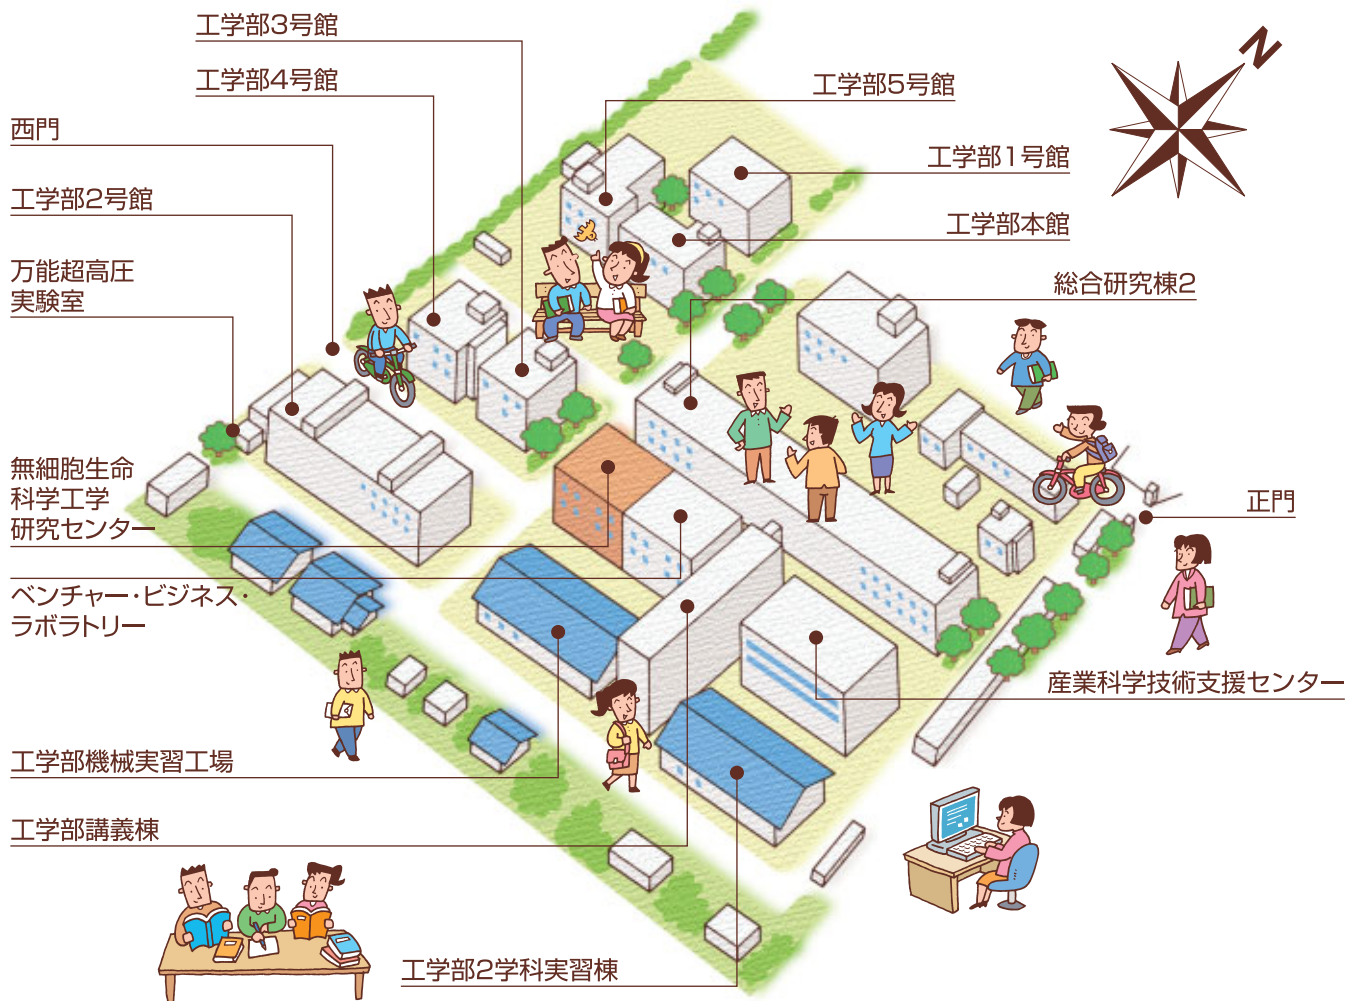 工学部3号館
工学部4号館
西門
工学部2号館
万能超高圧
実験室
無細胞生命
科学工学
研究センター
ベンチャー・ビジネス・
ラボラトリー
工学部機械実習工場
工学部講義棟
工学部2学科実習棟
N
工学部5号館
工学部1号館
工学部本館
総合研究棟2
正門
産業科学技術支援センター